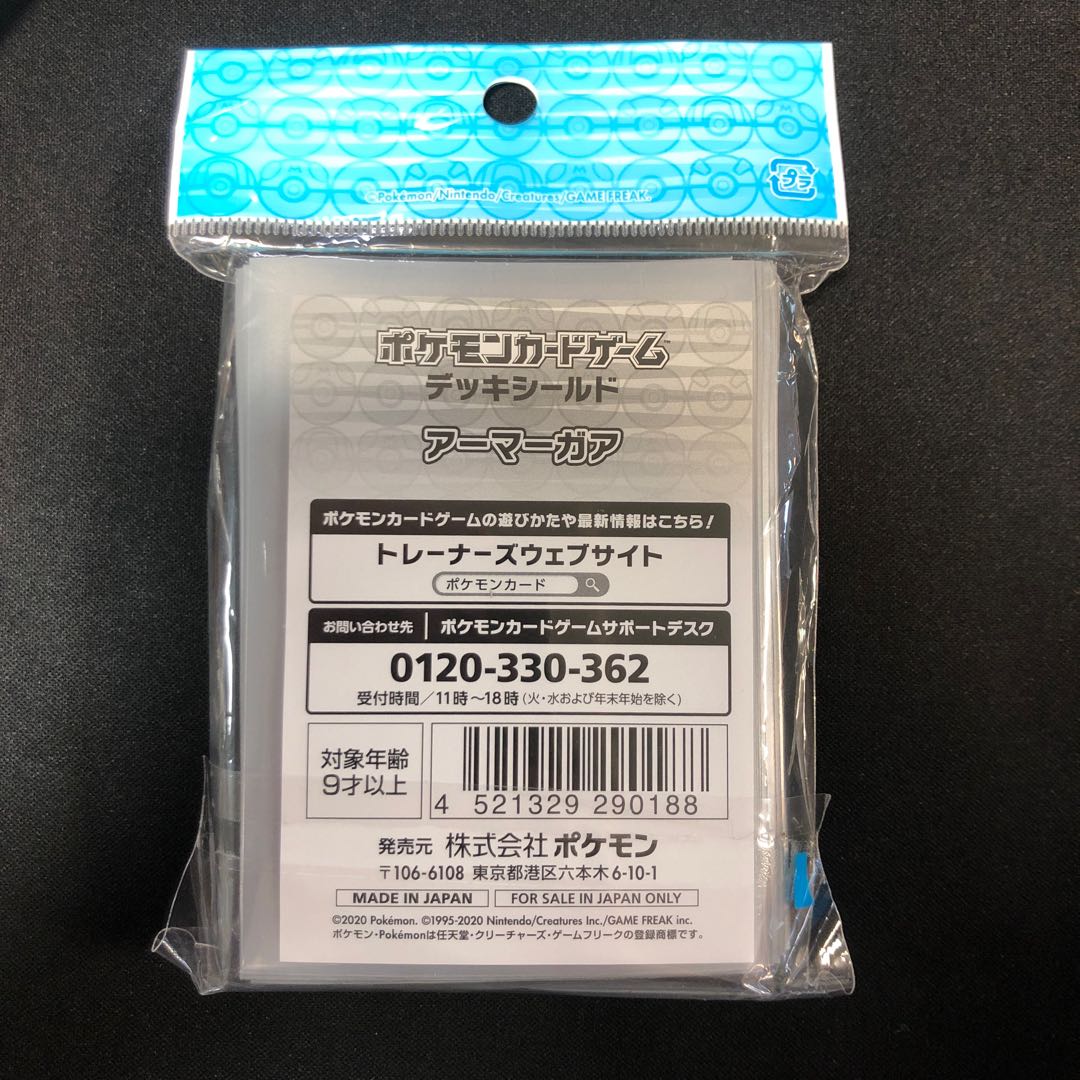 ©Pokémon/Nintendo/Creatures/GAME FREAK.
プラ
ポケモンカードゲーム™
デッキシールド
アーマーガア
ポケモンカードゲームの遊びかたや最新情報はこちら!
トレーナーズウェブサイト
ポケモンカード
お問い合わせ先 | ポケモンカードゲームサポートデスク
0120-330-362
受付時間/11時~18時(火・水および年末年始を除く)
対象年齢
9才以上
4 521329 290188
発売元 株式会社 ポケモン
〒106-6108 東京都港区六本木6-10-1
MADE IN JAPAN FOR SALE IN JAPAN ONLY
©2020 Pokémon. ©1995-2020 Nintendo/Creatures Inc./GAME FREAK inc.
ポケモン・Pokémonは任天堂・クリーチャーズ・ゲームフリークの登録商標です。